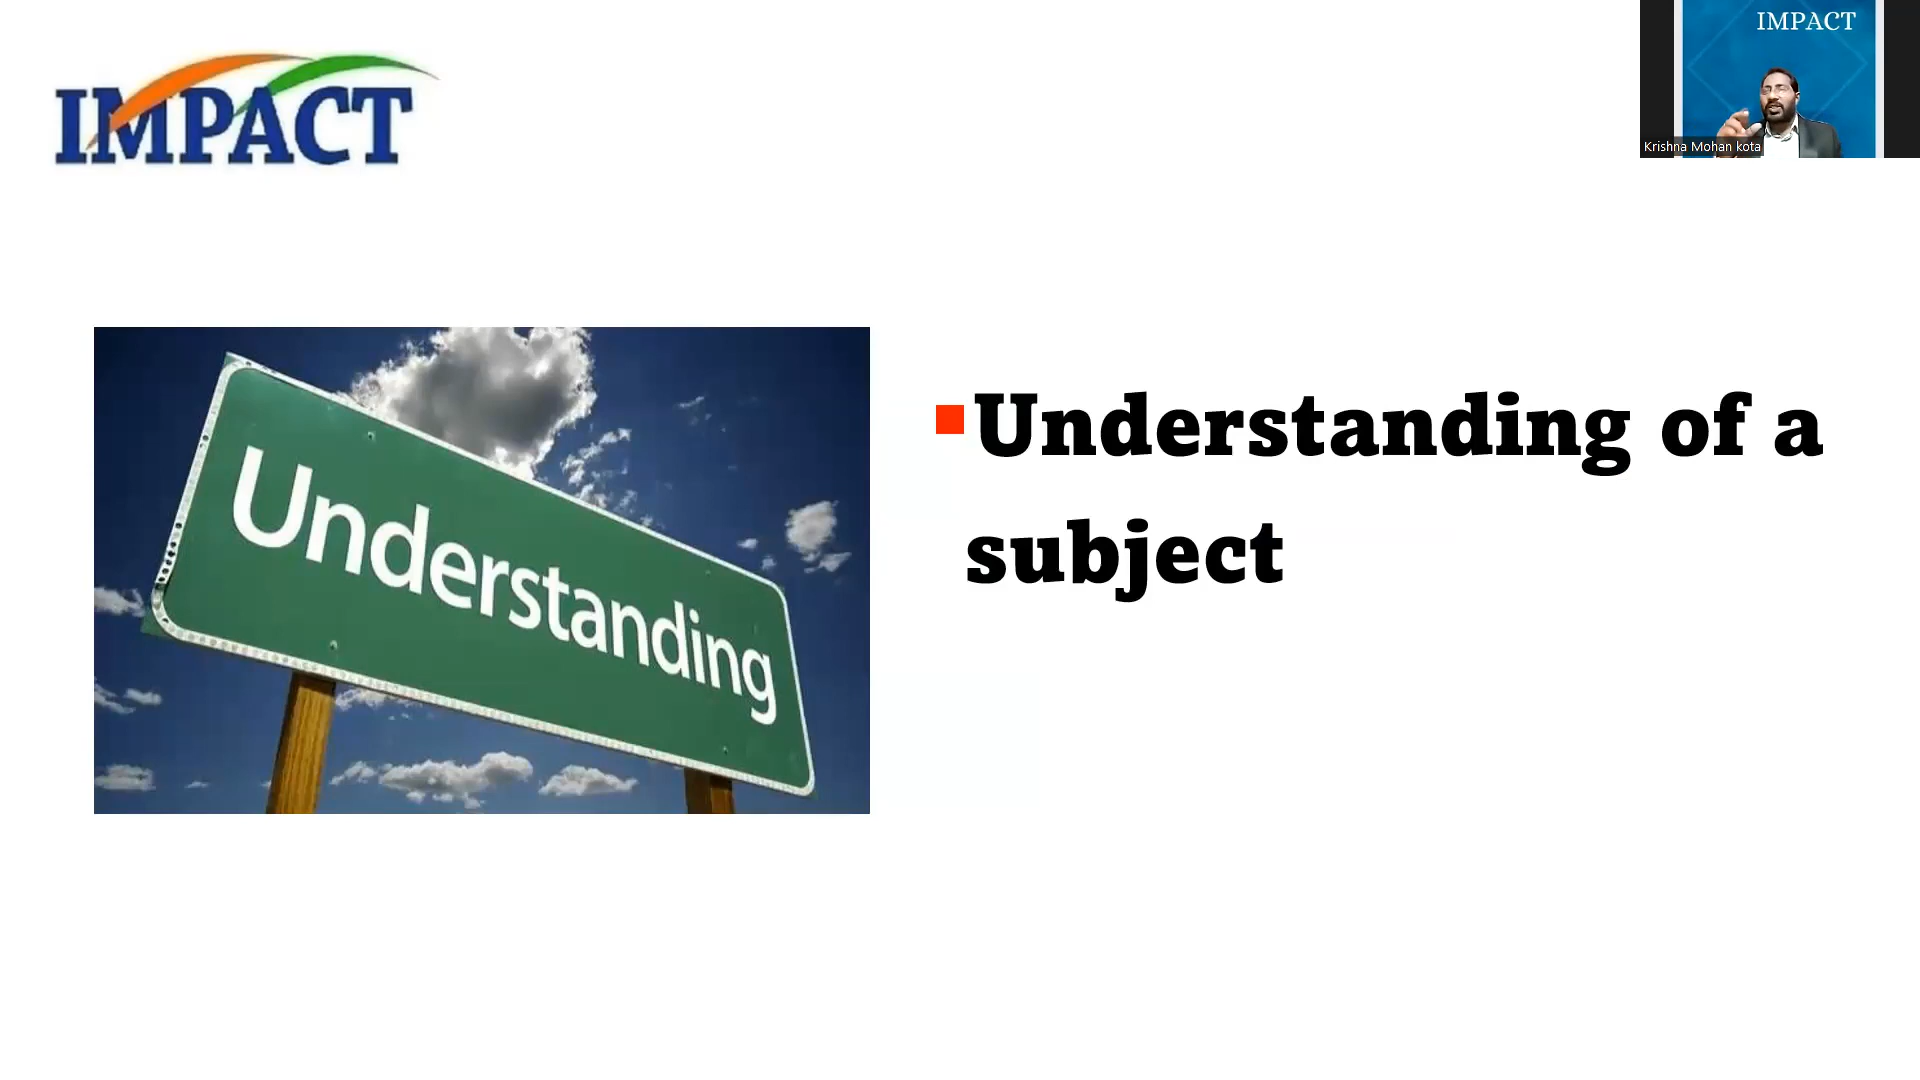 IMPACT
IMPACT
Krishna Mohan kota
Understanding
Understanding of a
subject